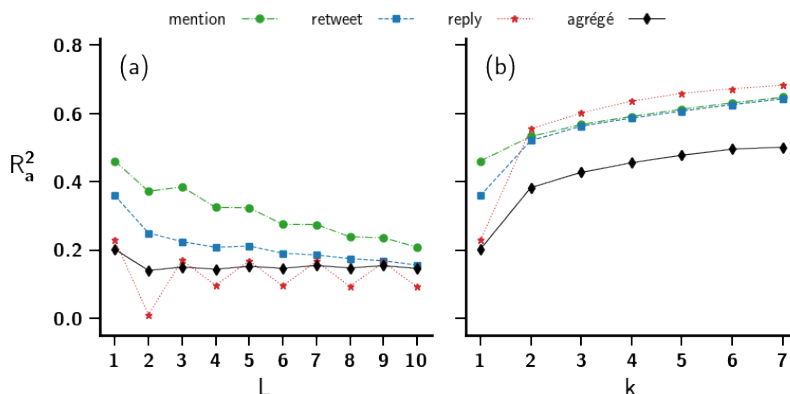 mention retweet reply agrégé
(a) (b)
0.8
0.6
0.4
0.2
0.0
R²ₐ
1 2 3 4 5 6 7 8 9 10
L
1 2 3 4 5 6 7
k